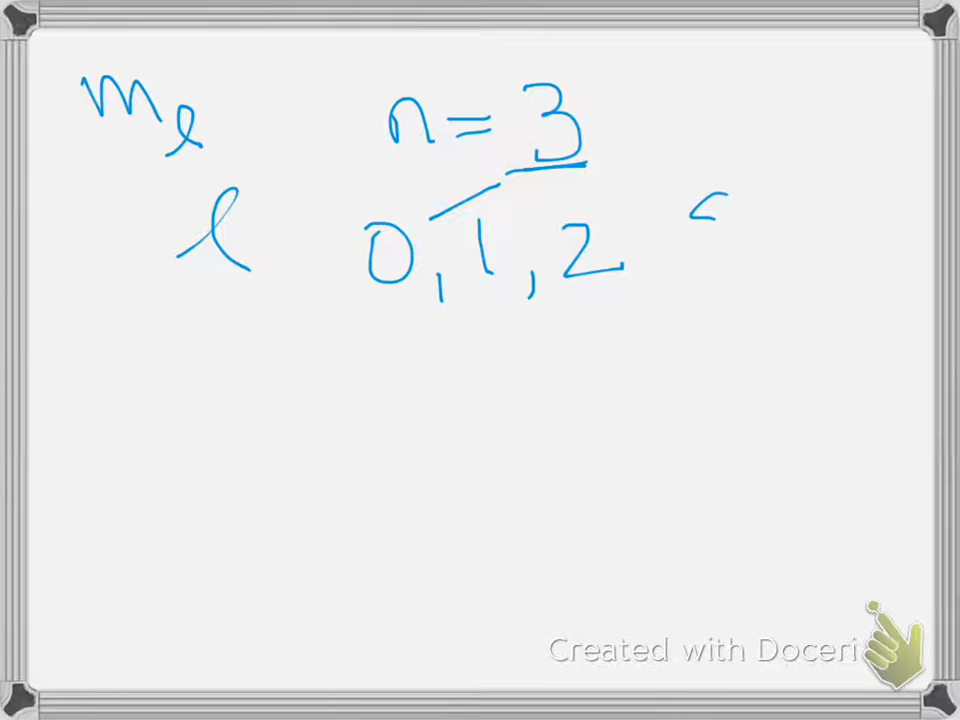 mℓ n = 3
ℓ 0, 1, 2
Created with Doceri